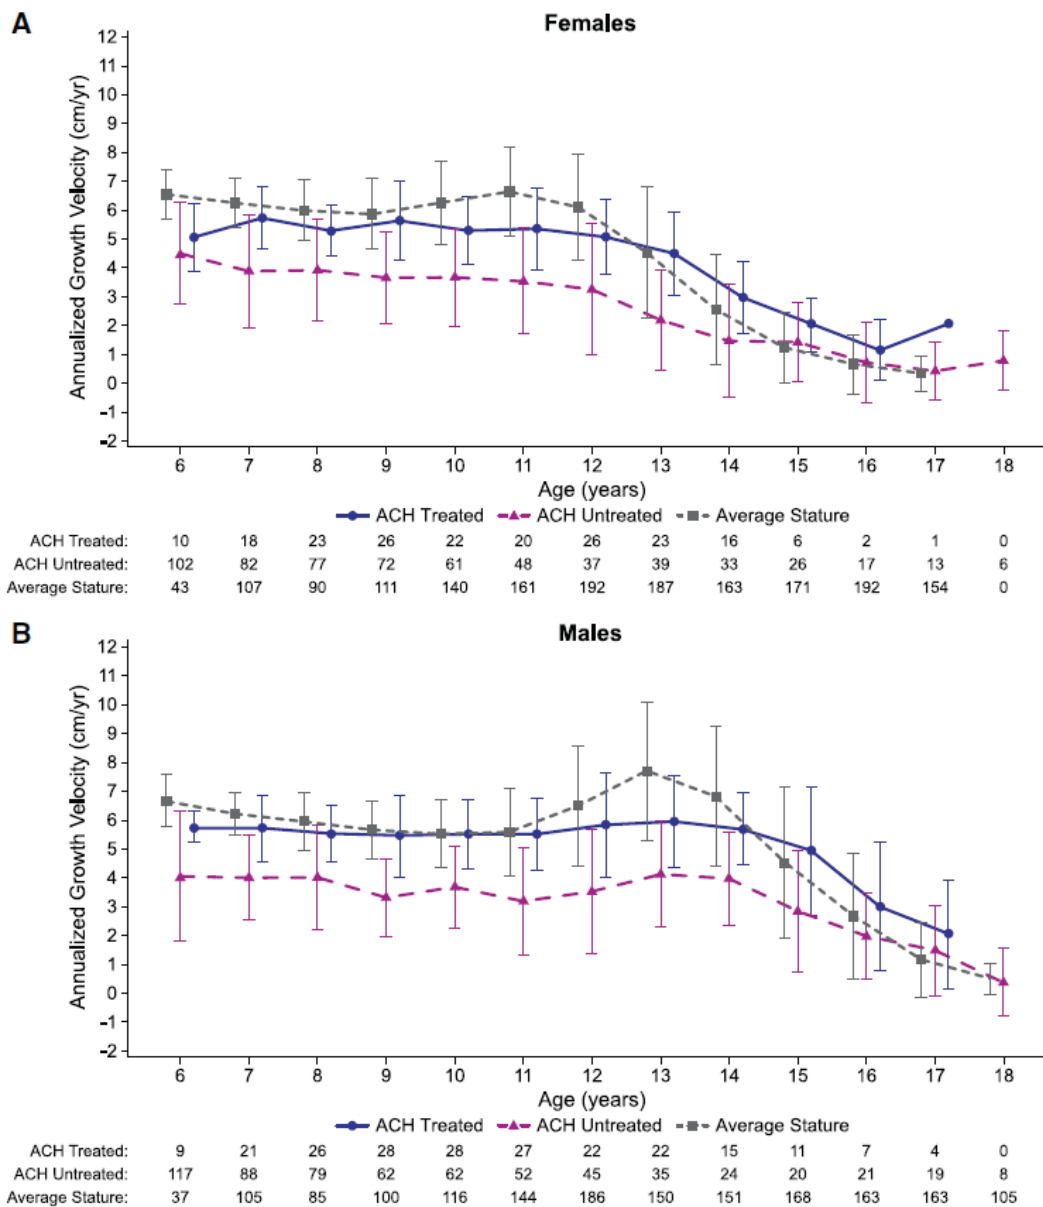 A
Females
12
11
10
9
8
7
6
5
4
3
2
1
0
-1
-2
Annualized Growth Velocity (cm/yr)
6 7 8 9 10 11 12 13 14 15 16 17 18
Age (years)
ACH Treated ACH Untreated Average Stature
ACH Treated: 10 18 23 26 22 20 26 23 16 6 2 1 0
ACH Untreated: 102 82 77 72 61 48 37 39 33 26 17 13 6
Average Stature: 43 107 90 111 140 161 192 187 163 171 192 154 0
B
Males
12
11
10
9
8
7
6
5
4
3
2
1
0
-1
-2
Annualized Growth Velocity (cm/yr)
6 7 8 9 10 11 12 13 14 15 16 17 18
Age (years)
ACH Treated ACH Untreated Average Stature
ACH Treated: 9 21 26 28 28 27 22 22 15 11 7 4 0
ACH Untreated: 117 88 79 62 62 52 45 35 24 20 21 19 8
Average Stature: 37 105 85 100 116 144 186 150 151 168 163 163 105